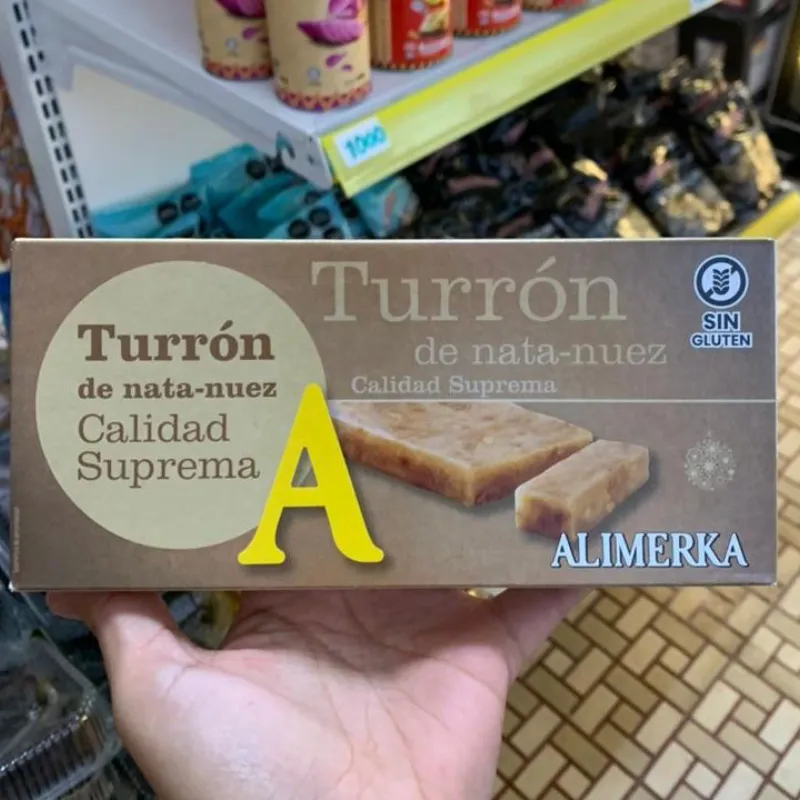 1000
Turrón
de nata-nuez
Calidad Suprema
SIN
GLUTEN
Turrón
de nata-nuez
Calidad
Suprema
A
ALIMERKA